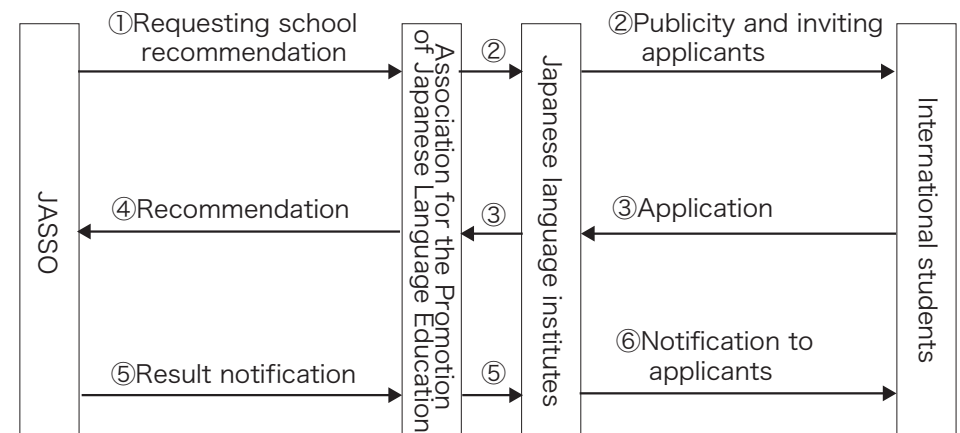 ①Requesting school
recommendation
②
②Publicity and inviting
applicants
JASSO
Association for the Promotion
of Japanese Language Education
Japanese language institutes
International students
④Recommendation
③
③Application
⑤Result notification
⑤
⑥Notification to
applicants